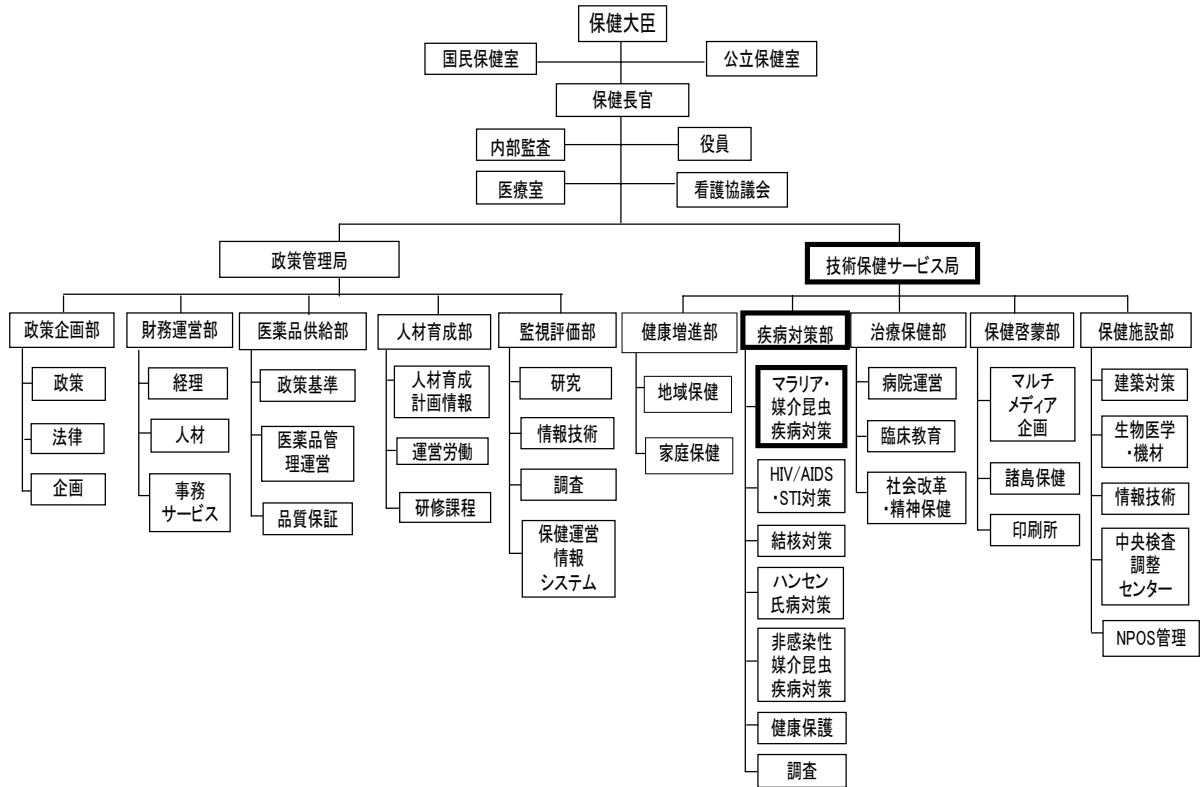 保健大臣
国民保健室
公立保健室
保健長官
内部監査
役員
医療室
看護協議会
政策管理局
技術保健サービス局
政策企画部
財務運営部
医薬品供給部
人材育成部
監視評価部
健康増進部
疾病対策部
治療保健部
保健啓蒙部
保健施設部
政策
法律
企画
経理
人材
事務
サービス
政策基準
医薬品管
理運営
品質保証
人材育成
計画情報
運営労働
研修課程
研究
情報技術
調査
保健運営
情報
システム
地域保健
家庭保健
マラリア・
媒介昆虫
疾病対策
HIV/AIDS
・STI対策
結核対策
ハンセン
氏病対策
非感染性
媒介昆虫
疾病対策
健康保護
調査
病院運営
臨床教育
社会改革
・精神保健
マルチ
メディア
企画
諸島保健
印刷所
建築対策
生物医学
・機材
情報技術
中央検査
調整
センター
NPOS管理